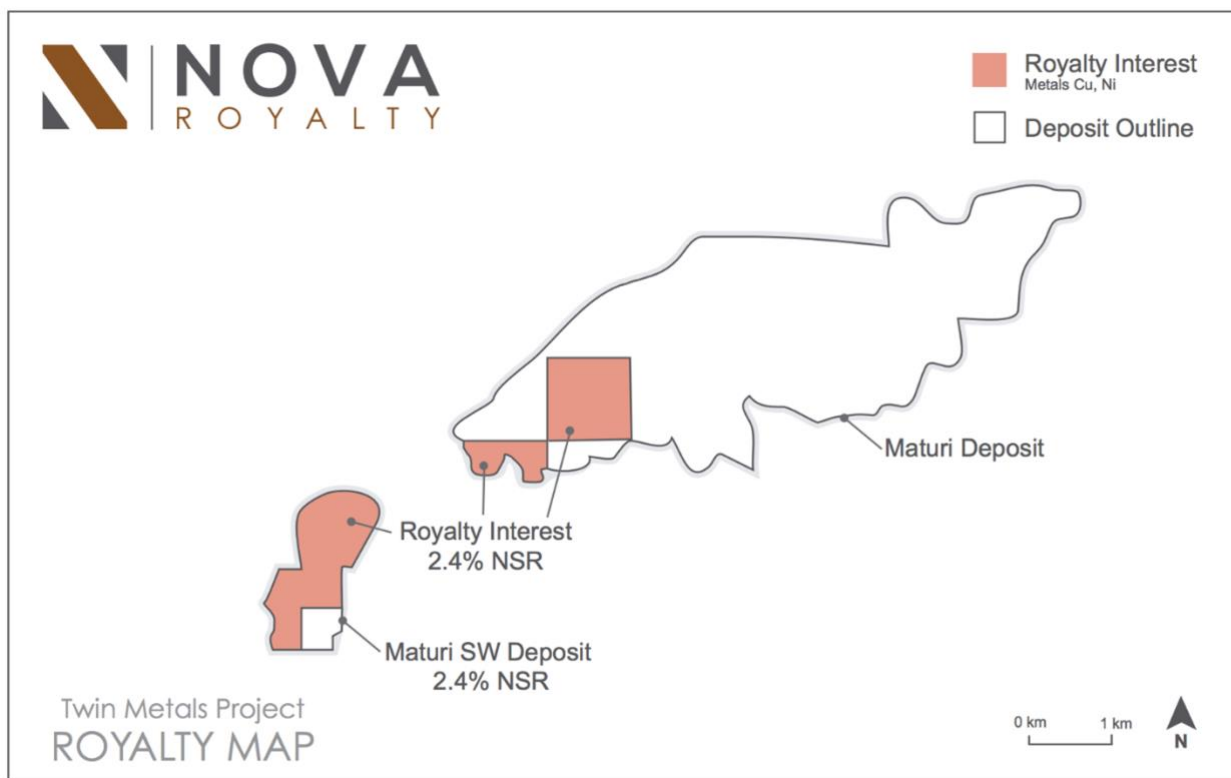 NOVA
ROYALTY
Royalty Interest
Metals Cu, Ni
Deposit Outline
Maturi Deposit
Royalty Interest
2.4% NSR
Maturi SW Deposit
2.4% NSR
Twin Metals Project
ROYALTY MAP
0 km 1 km
N